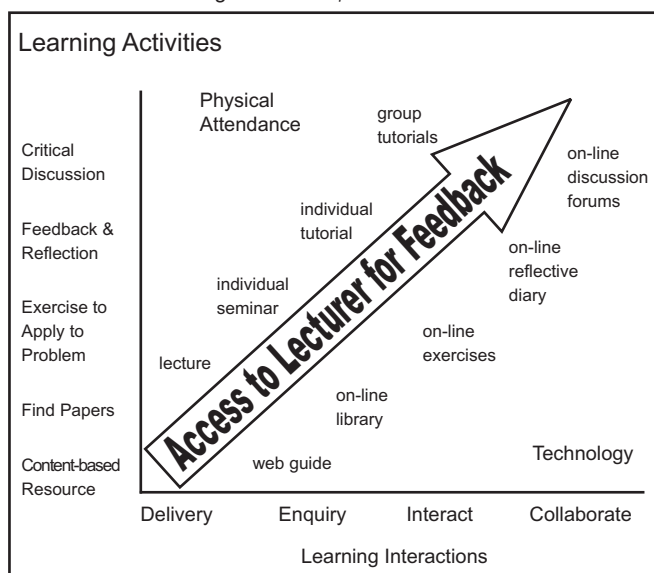 Learning Activities
Physical
Attendance
group
tutorials
Critical
Discussion
on-line
discussion
forums
individual
tutorial
Feedback &
Reflection
on-line
reflective
diary
individual
seminar
Exercise to
Apply to
Problem
on-line
exercises
lecture
Access to Lecturer for Feedback
Find Papers
on-line
library
Technology
Content-based
Resource
web guide
Delivery Enquiry Interact Collaborate
Learning Interactions